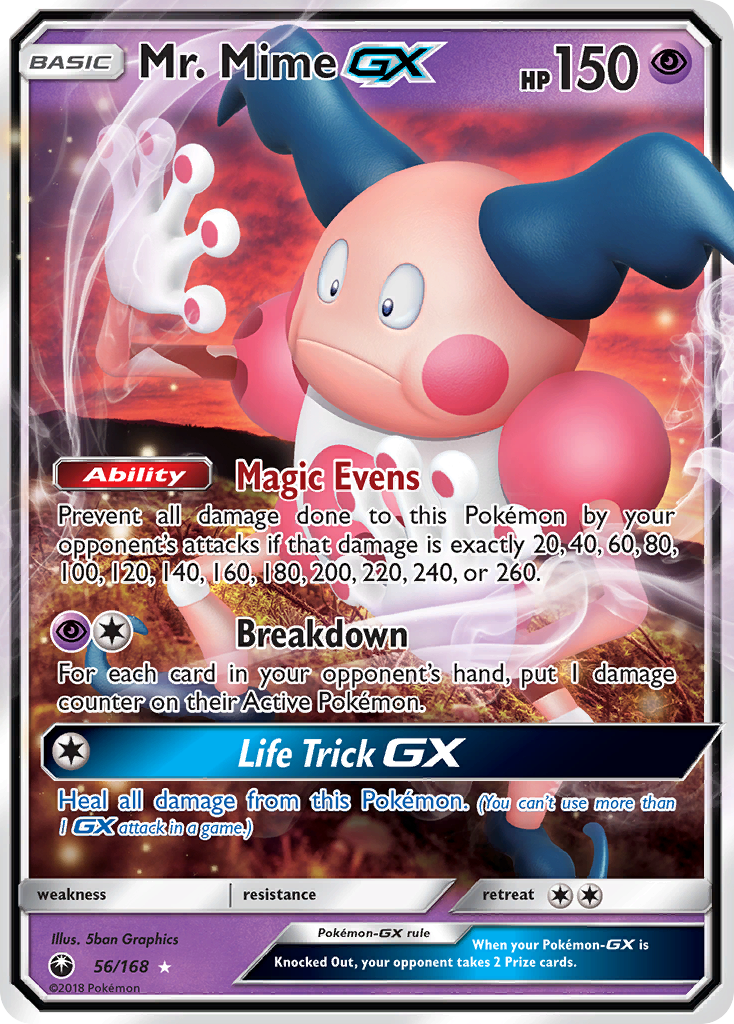 BASIC Mr. Mime GX HP 150
Ability Magic Evens
Prevent all damage done to this Pokémon by your
opponent's attacks if that damage is exactly 20, 40, 60, 80,
100, 120, 140, 160, 180, 200, 220, 240, or 260.
Breakdown
For each card in your opponent's hand, put 1 damage
counter on their Active Pokémon.
Life Trick GX
Heal all damage from this Pokémon. (You can't use more than
1 GX attack in a game.)
weakness resistance retreat
Illus. 5ban Graphics
56/168
©2018 Pokémon
Pokémon-GX rule
When your Pokémon-GX is
Knocked Out, your opponent takes 2 Prize cards.